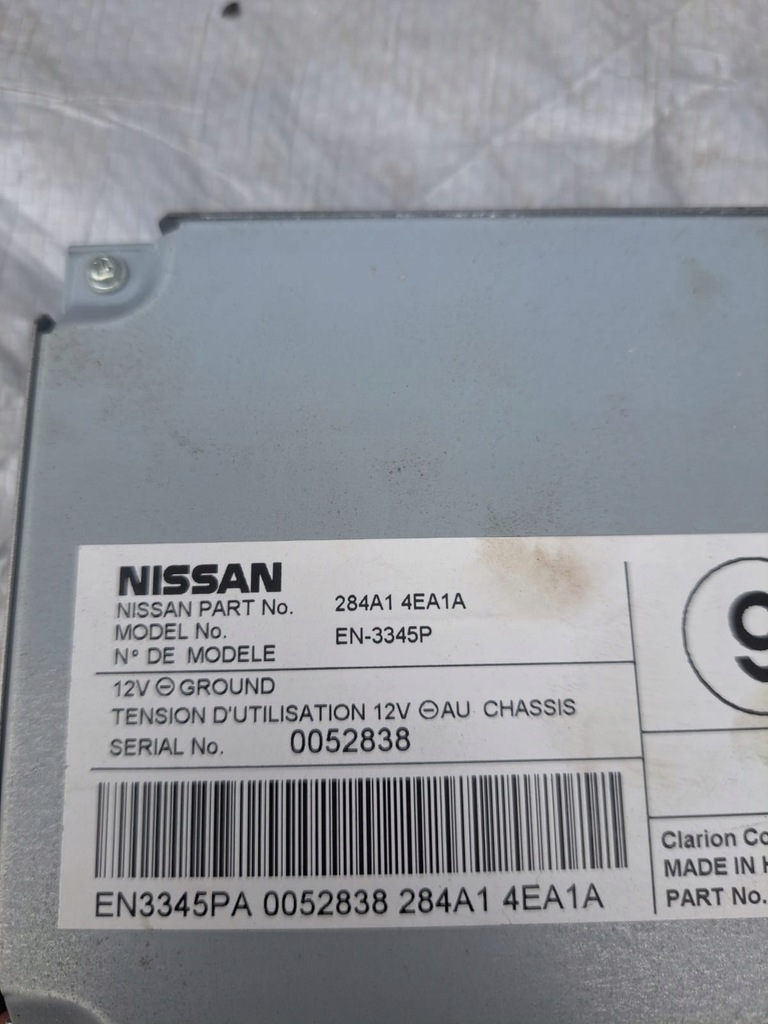 NISSAN
NISSAN PART No. 284A1 4EA1A
MODEL No. EN-3345P
N° DE MODELE
12V ⊖ GROUND
TENSION D'UTILISATION 12V ⊖ AU CHASSIS
SERIAL No. 0052838
EN3345PA 0052838 284A1 4EA1A
9
Clarion
MADE IN
PART No.